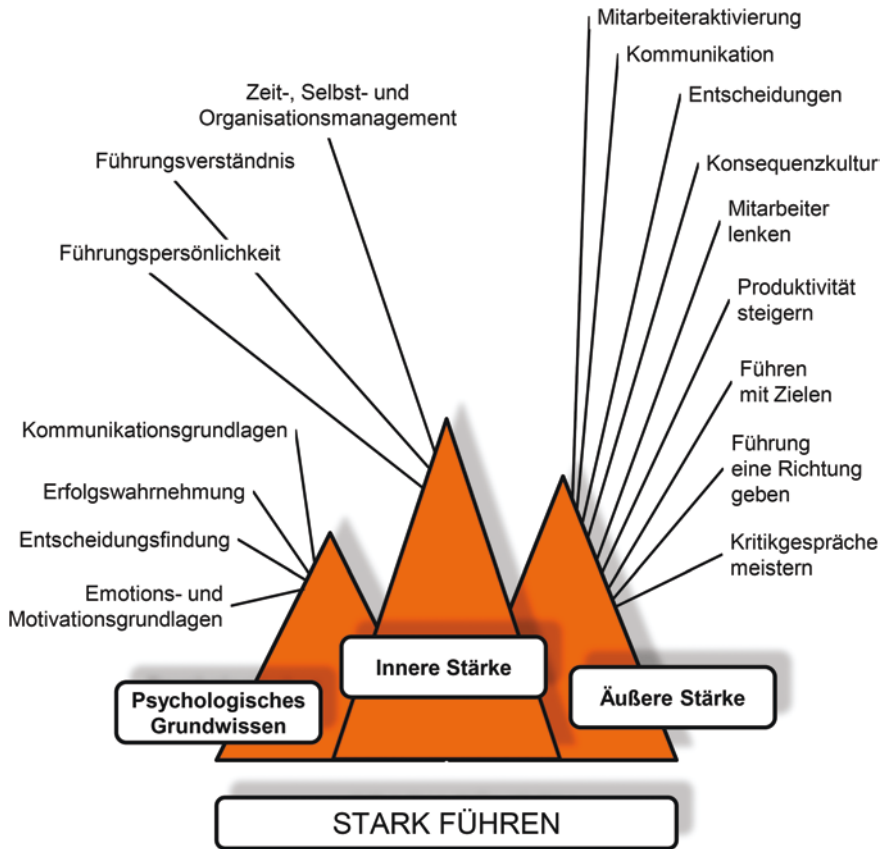 Mitarbeiteraktivierung
Kommunikation
Zeit-, Selbst- und
Organisationsmanagement
Entscheidungen
Führungsverständnis
Konsequenzkultur
Mitarbeiter
lenken
Führungspersönlichkeit
Produktivität
steigern
Führen
mit Zielen
Kommunikationsgrundlagen
Führung
eine Richtung
geben
Erfolgswahrnehmung
Entscheidungsfindung
Kritikgespräche
meistern
Emotions- und
Motivationsgrundlagen
Innere Stärke
Psychologisches
Grundwissen
Äußere Stärke
STARK FÜHREN